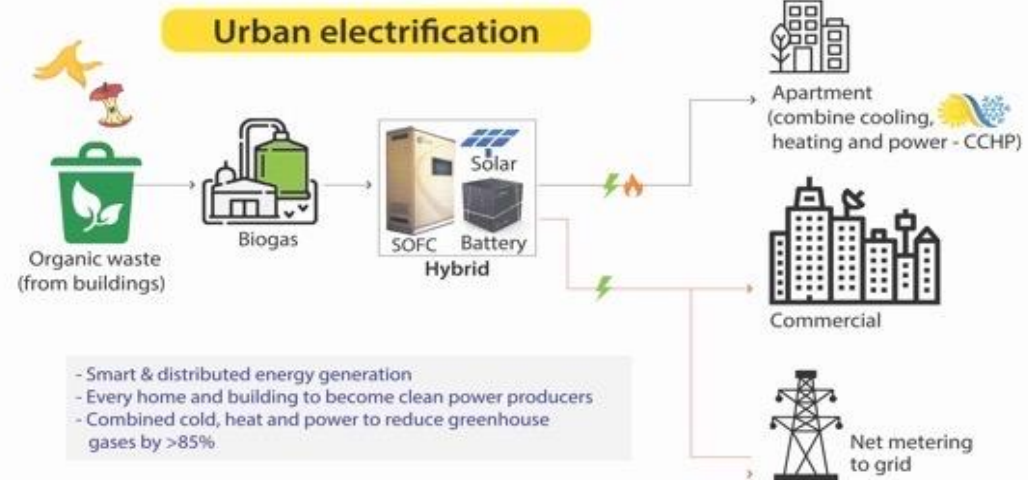 Urban electrification
Organic waste
(from buildings)
Biogas
Solar
SOFC
Battery
Hybrid
Apartment
(combine cooling,
heating and power - CCHP)
Commercial
Net metering
to grid
- Smart & distributed energy generation
- Every home and building to become clean power producers
- Combined cold, heat and power to reduce greenhouse
gases by >85%